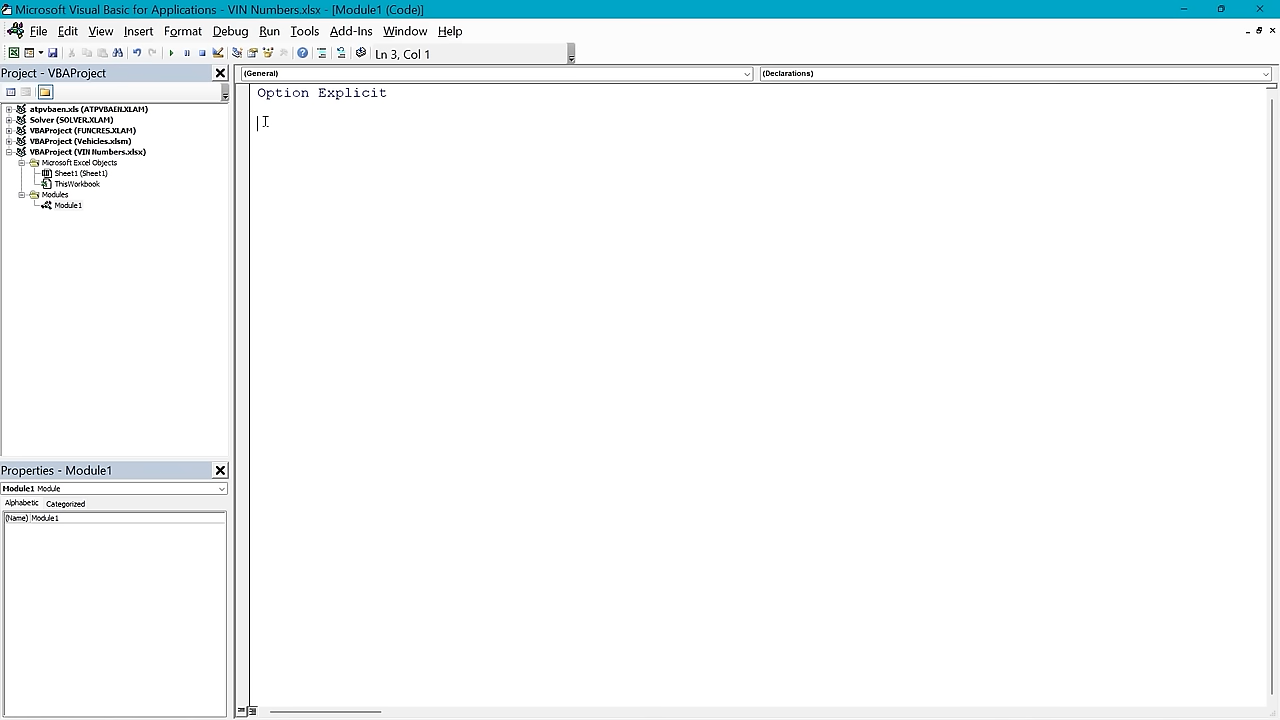 Microsoft Visual Basic for Applications - VIN Numbers.xlsx - [Module1 (Code)]
File Edit View Insert Format Debug Run Tools Add-Ins Window Help
Ln 3, Col 1
Project - VBAProject
(General) (Declarations)
Option Explicit
atpvbaen.xls (ATPVBAEN.XLAM)
Solver (SOLVER.XLAM)
VBAProject (FUNCRES.XLAM)
VBAProject (Vehicles.xlsm)
VBAProject (VIN Numbers.xlsx)
Microsoft Excel Objects
Sheet1 (Sheet1)
ThisWorkbook
Modules
Module1
Properties - Module1
Module1 Module
Alphabetic Categorized
(Name) Module1